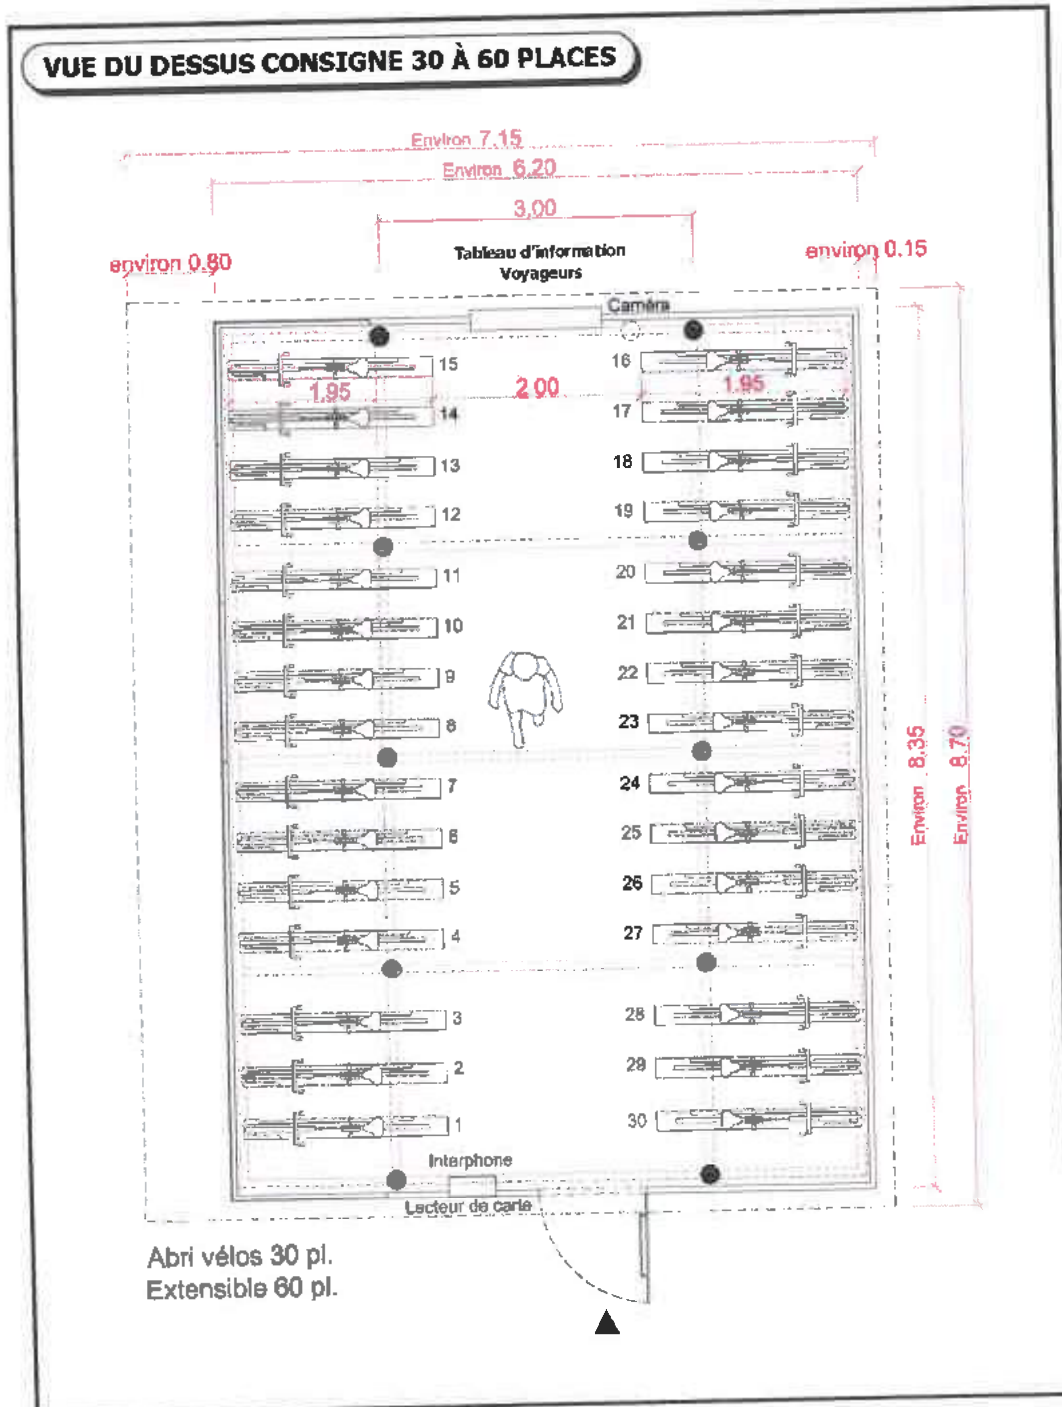 VUE DU DESSUS CONSIGNE 30 À 60 PLACES
Environ 7.15
Environ 6.20
3,00
Tableau d'information
Voyageurs
environ 0.80
environ 0.15
Caméra
15
16
1.95
2 00
1.95
14
17
13
18
12
19
11
20
10
21
9
22
8
23
7
24
6
25
5
26
4
27
3
28
2
29
1
30
Environ 8.35
Environ 8.70
Interphone
Lecteur de carte
Abri vélos 30 pl.
Extensible 60 pl.